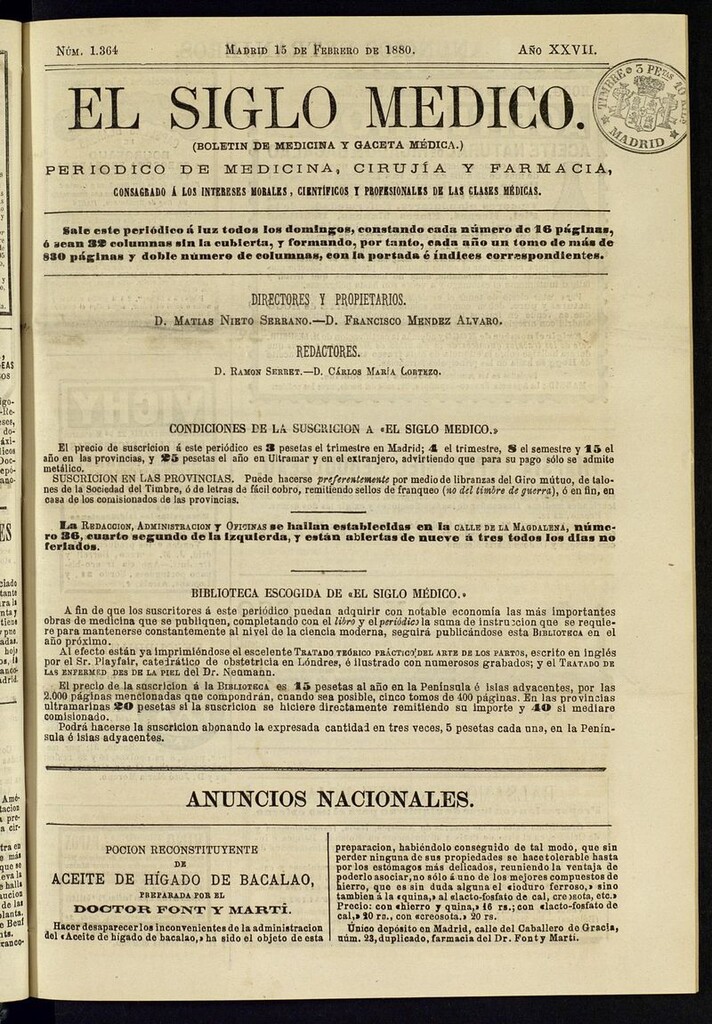 NÚM. 1.364
MADRID 15 DE FEBRERO DE 1880.
AÑO XXVII.
TIMBRE 3 PETAS 10 KILS
MADRID
EL SIGLO MEDICO.
(BOLETIN DE MEDICINA Y GACETA MÉDICA.)
PERIODICO DE MEDICINA, CIRUJÍA Y FARMACIA,
CONSAGRADO Á LOS INTERESES MORALES, CIENTÍFICOS Y PROFESIONALES DE LAS CLASES MÉDICAS.
Sale este periódico á luz todos los domingos, constando cada número de 16 páginas,
ó sean 32 columnas sin la cubierta, y formando, por tanto, cada año un tomo de más de
830 páginas y doble número de columnas, con la portada é índices correspondientes.
DIRECTORES Y PROPIETARIOS.
D. MATIAS NIETO SERRANO.—D. FRANCISCO MENDEZ ALVARO.
REDACTORES.
D. RAMON SERRET.—D. CÁRLOS MARÍA CORTEZO.
CONDICIONES DE LA SUSCRICION A «EL SIGLO MEDICO.»
El precio de suscricion á este periódico es 3 pesetas el trimestre en Madrid; 4 el trimestre, 8 el semestre y 15 el
año en las provincias, y 25 pesetas el año en Ultramar y en el extranjero, advirtiendo que para su pago sólo se admite
metálico.
SUSCRICION EN LAS PROVINCIAS. Puede hacerse preferentemente por medio de libranzas del Giro mútuo, de talo-
nes de la Sociedad del Timbre, ó de letras de fácil cobro, remitiendo sellos de franqueo (no del timbre de guerra), ó en fin, en
casa de los comisionados de las provincias.
La REDACCION, ADMINISTRACION Y OFICINAS se hallan establecidas en la CALLE DE LA MAGDALENA, núme-
ro 36, cuarto segundo de la izquierda, y están abiertas de nueve á tres todos los dias no
feriados.
BIBLIOTECA ESCOGIDA DE «EL SIGLO MÉDICO.»
A fin de que los suscritores á este periódico puedan adquirir con notable economía las más importantes
obras de medicina que se publiquen, completando con el libro y el periódico la suma de instruccion que se requie-
re para mantenerse constantemente al nivel de la ciencia moderna, seguirá publicándose esta BIBLIOTECA en el
año próximo.
Al efecto están ya imprimiéndose el escelente TRATADO TEÓRICO PRÁCTICO DEL ARTE DE LOS PARTOS, escrito en inglés
por el Sr. Playfair, catedrático de obstetricia en Lóndres, é ilustrado con numerosos grabados; y el TRATADO DE
LAS ENFERMED DES DE LA PIEL del Dr. Neumann.
El precio de la suscricion á la BIBLIOTECA es 15 pesetas al año en la Península é islas adyacentes, por las
2.000 páginas mencionadas que compondrán, cuando sea posible, cinco tomos de 400 páginas. En las provincias
ultramarinas 20 pesetas si la suscricion se hiciere directamente remitiendo su importe y 40 si mediare
comisionado.
Podrá hacerse la suscricion abonando la expresada cantidad en tres veces, 5 pesetas cada una, en la Penín-
sula é islas adyacentes.
ANUNCIOS NACIONALES.
POCION RECONSTITUYENTE
DE
ACEITE DE HÍGADO DE BACALAO,
PREPARADA POR EL
DOCTOR FONT Y MARTÍ.
Hacer desaparecer los inconvenientes de la administracion
del «Aceite de hígado de bacalao,» ha sido el objeto de esta
preparacion, habiéndolo conseguido de tal modo, que sin
perder ninguna de sus propiedades se hace tolerable hasta
por los estómagos más delicados, reuniendo la ventaja de
poderlo asociar, no sólo á uno de los mejores compuestos de
hierro, que es sin duda alguna el «ioduro ferroso,» sino
tambien á la «quina,» al «lacto-fosfato de cal, creosota, etc.»
Precio: con «hierro y quina,» 16 rs.; con «lacto-fosfato de
cal,» 20 rs., con «creosota,» 20 rs.
Único depósito en Madrid, calle del Caballero de Gracia,
núm. 23, duplicado, farmacia del Dr. Font y Martí.